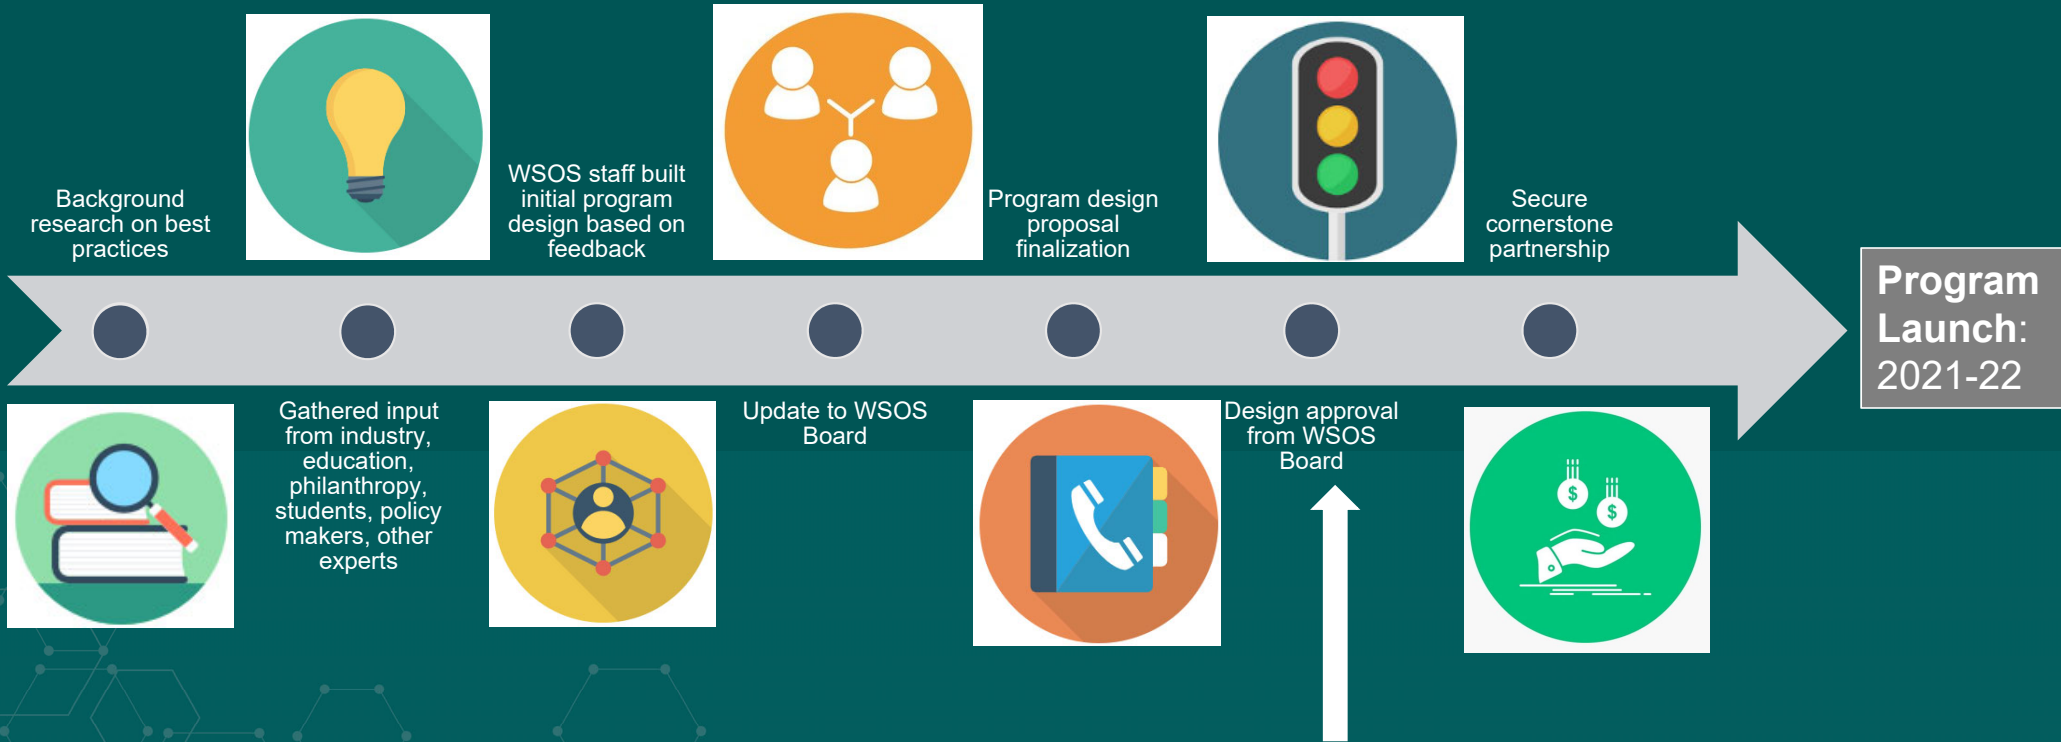 Background
research on best
practices
Gathered input
from industry,
education,
philanthropy,
students, policy
makers, other
experts
WSOS staff built
initial program
design based on
feedback
Update to WSOS
Board
Program design
proposal
finalization
Design approval
from WSOS
Board
Secure
cornerstone
partnership
$
$
Program
Launch:
2021-22